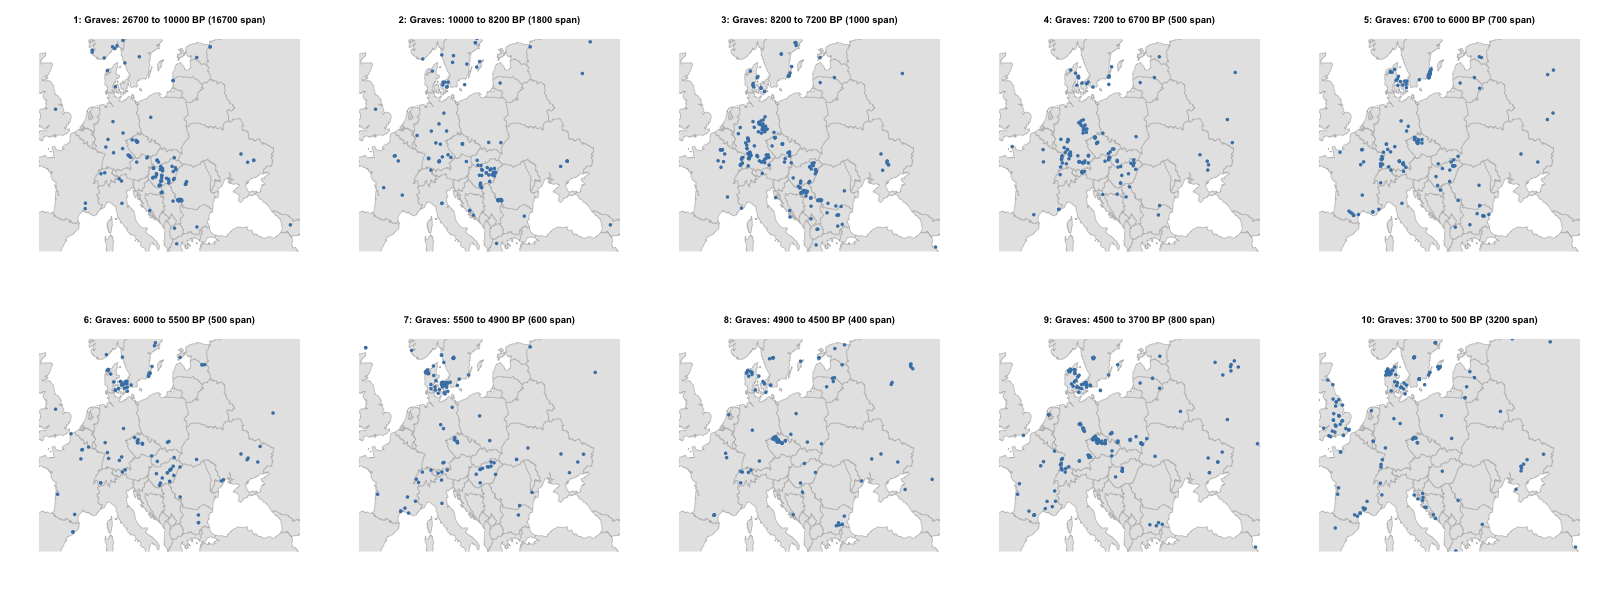 1: Graves: 26700 to 10000 BP (16700 span)
2: Graves: 10000 to 8200 BP (1800 span)
3: Graves: 8200 to 7200 BP (1000 span)
4: Graves: 7200 to 6700 BP (500 span)
5: Graves: 6700 to 6000 BP (700 span)
6: Graves: 6000 to 5500 BP (500 span)
7: Graves: 5500 to 4900 BP (600 span)
8: Graves: 4900 to 4500 BP (400 span)
9: Graves: 4500 to 3700 BP (800 span)
10: Graves: 3700 to 500 BP (3200 span)